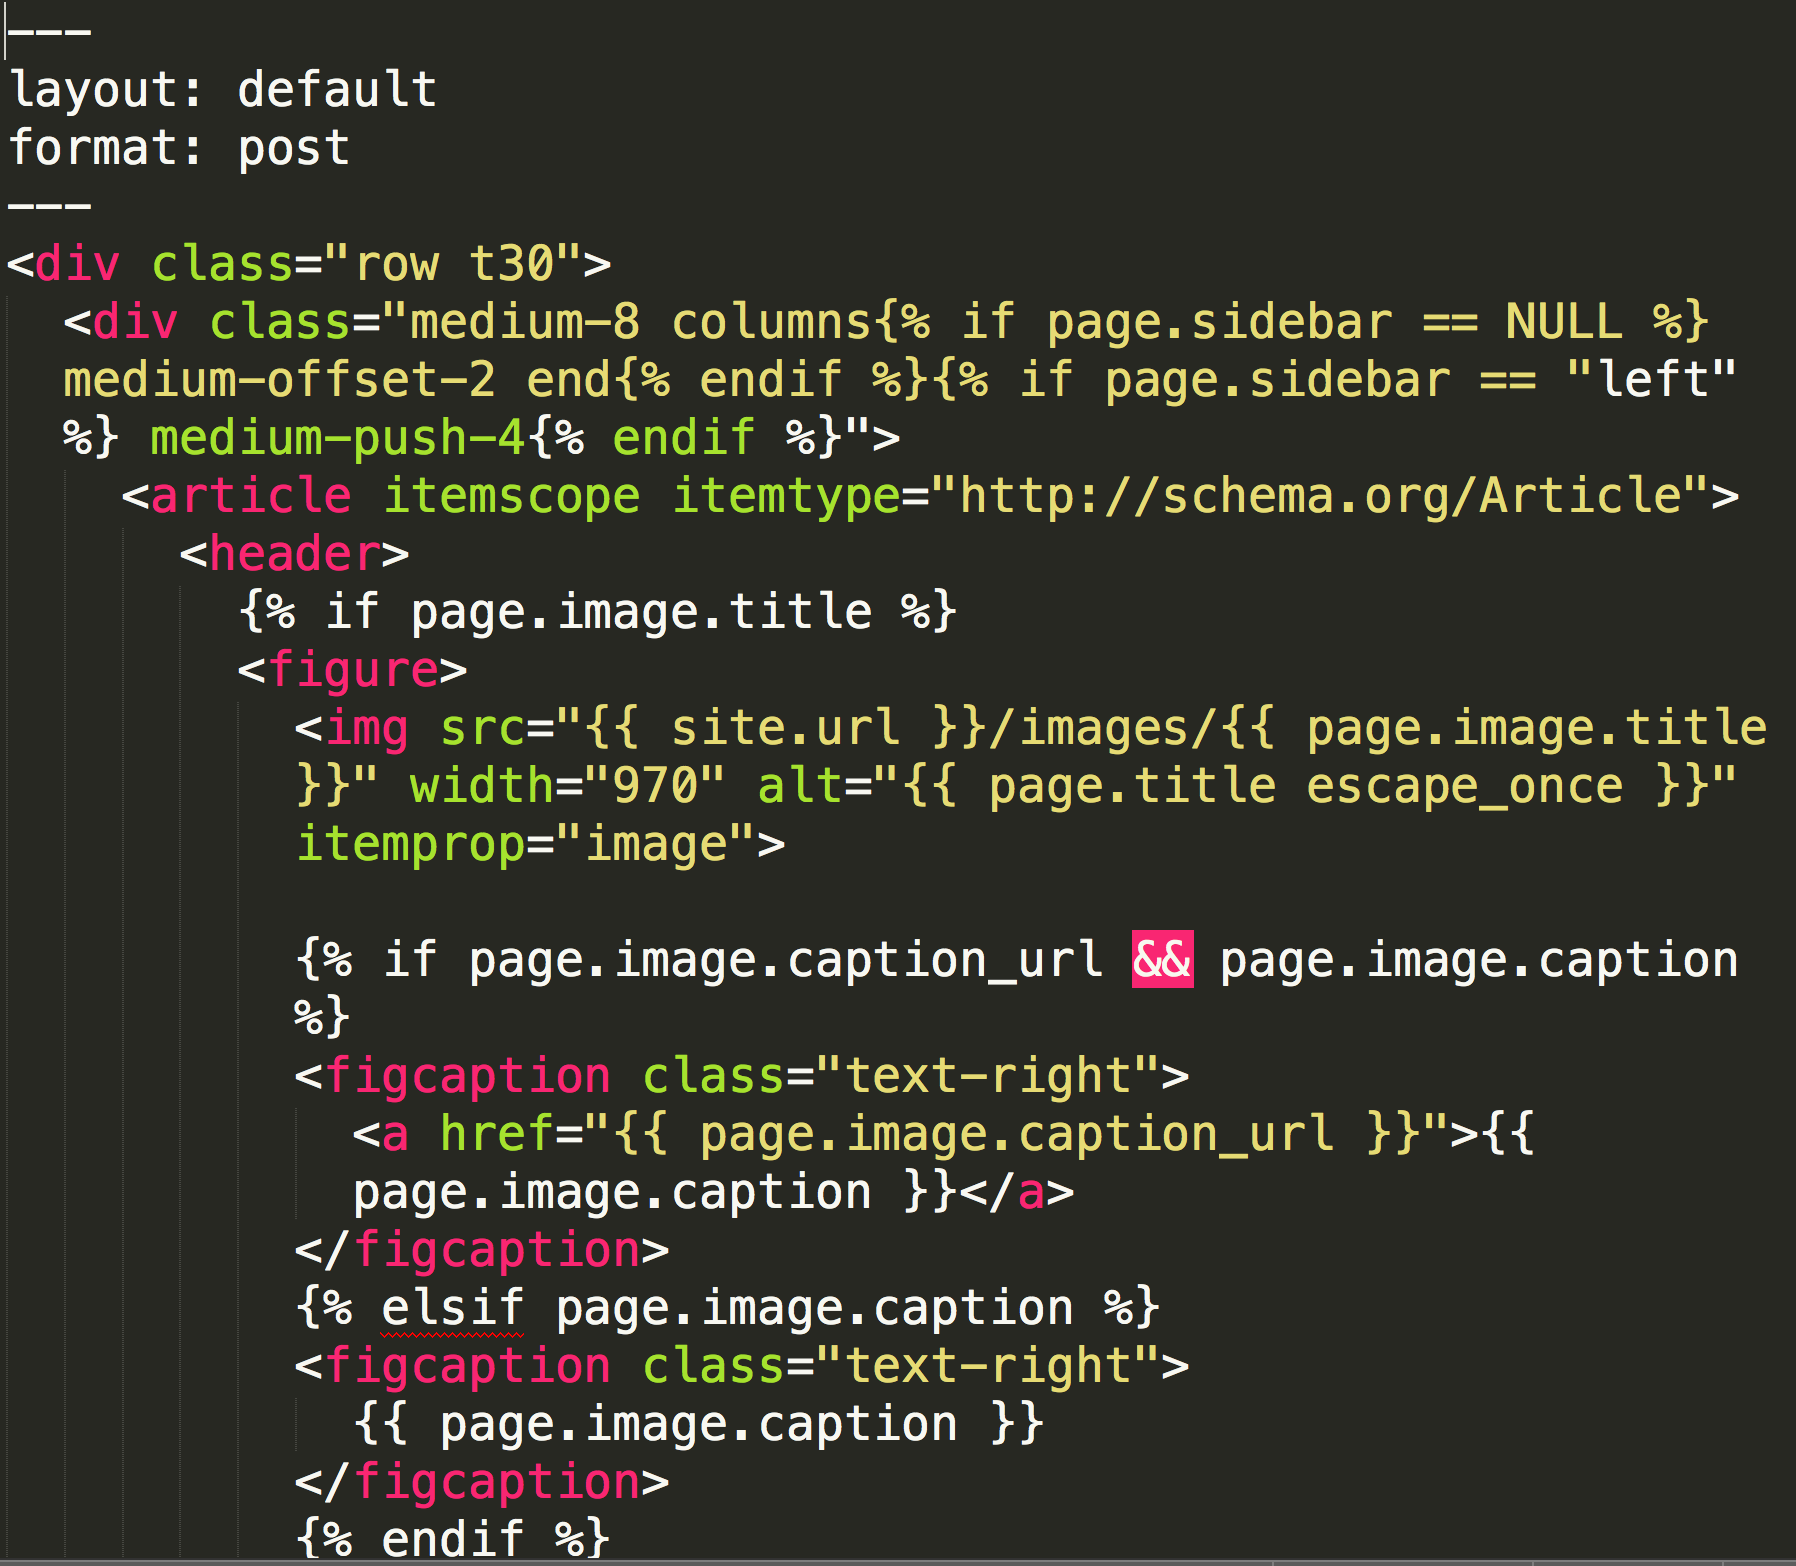 ---
layout: default
format: post
---
<div class="row t30">
<div class="medium-8 columns{% if page.sidebar == NULL %}
medium-offset-2 end{% endif %}{% if page.sidebar == "left"
%} medium-push-4{% endif %}">
<article itemscope itemtype="http://schema.org/Article">
<header>
{% if page.image.title %}
<figure>
<img src="{{ site.url }}/images/{{ page.image.title
}}" width="970" alt="{{ page.title escape_once }}"
itemprop="image">
{% if page.image.caption_url && page.image.caption
%}
<figcaption class="text-right">
<a href="{{ page.image.caption_url }}">{{
page.image.caption }}</a>
</figcaption>
{% elsif page.image.caption %}
<figcaption class="text-right">
{{ page.image.caption }}
</figcaption>
{% endif %}